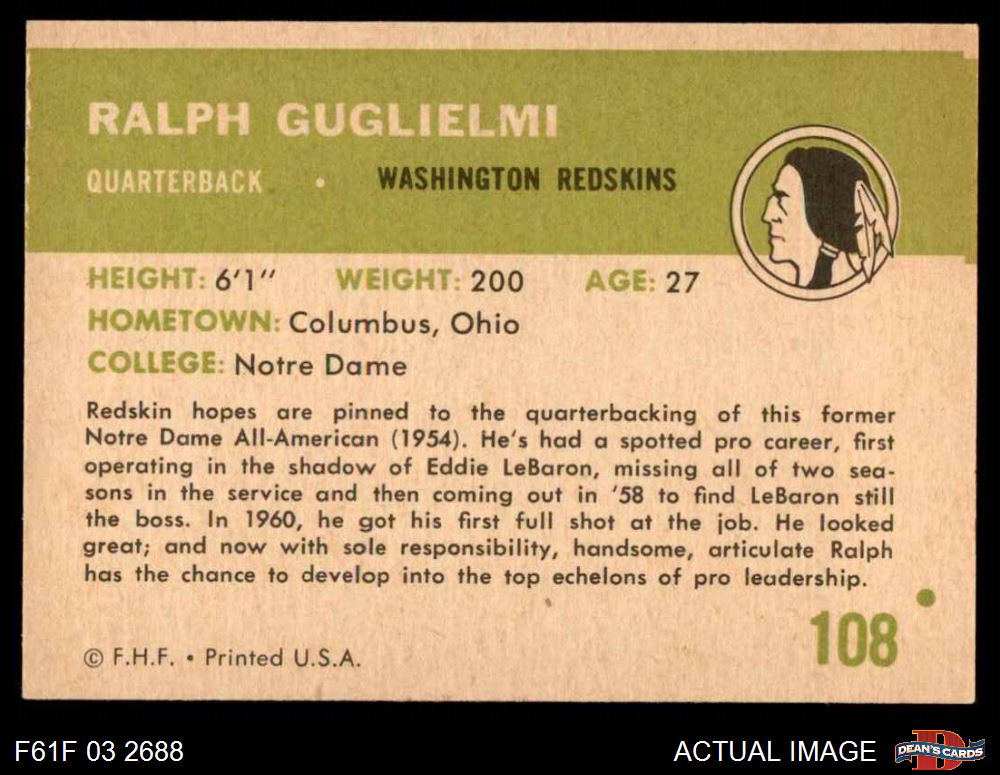 RALPH GUGLIELMI
QUARTERBACK • WASHINGTON REDSKINS
HEIGHT: 6'1" WEIGHT: 200 AGE: 27
HOMETOWN: Columbus, Ohio
COLLEGE: Notre Dame
Redskin hopes are pinned to the quarterbacking of this former
Notre Dame All-American (1954). He's had a spotted pro career, first
operating in the shadow of Eddie LeBaron, missing all of two sea-
sons in the service and then coming out in '58 to find LeBaron still
the boss. In 1960, he got his first full shot at the job. He looked
great; and now with sole responsibility, handsome, articulate Ralph
has the chance to develop into the top echelons of pro leadership.
108
© F.H.F. • Printed U.S.A.
F61F 03 2688
ACTUAL IMAGE
DEAN'S CARDS